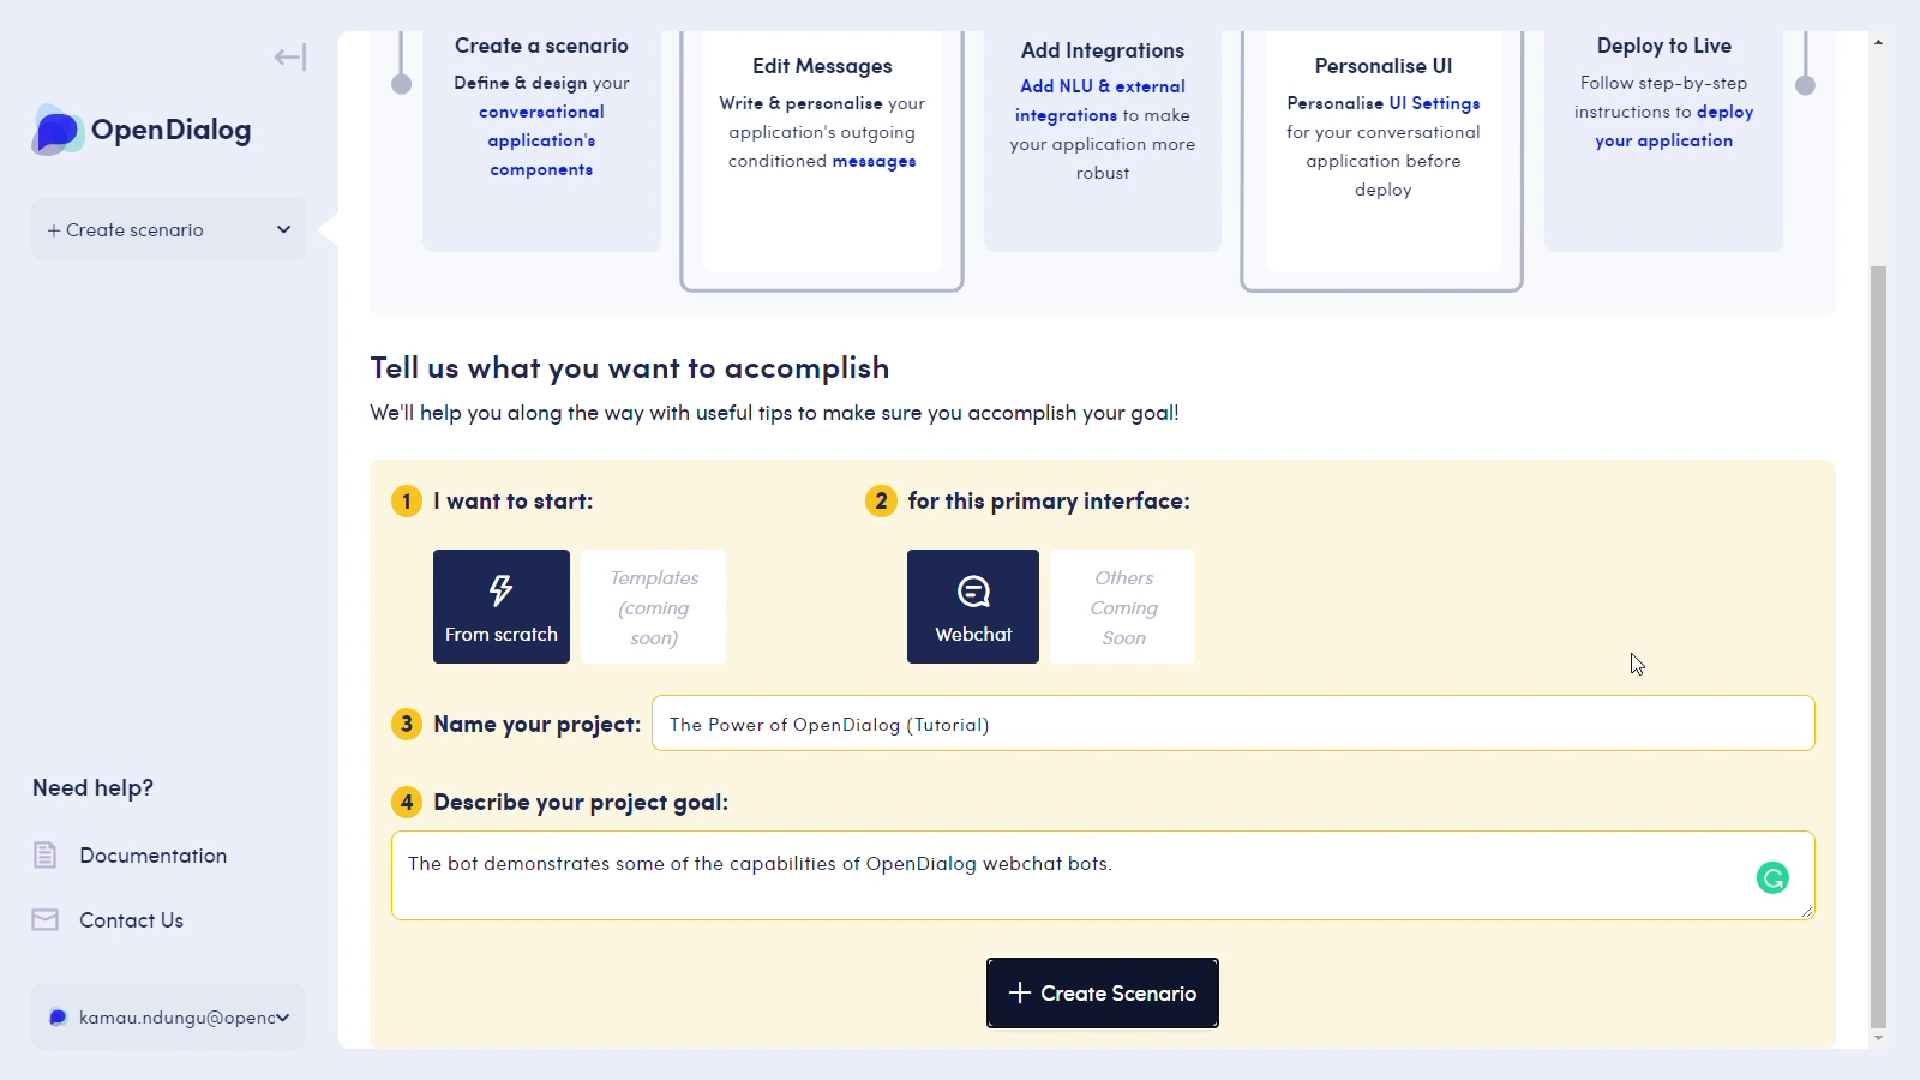 OpenDialog
+ Create scenario
Need help?
Documentation
Contact Us
kamau.ndungu@openc
Create a scenario
Define & design your
conversational
application's
components
Edit Messages
Write & personalise your
application's outgoing
conditioned messages
Add Integrations
Add NLU & external
integrations to make
your application more
robust
Personalise UI
Personalise UI Settings
for your conversational
application before
deploy
Deploy to Live
Follow step-by-step
instructions to deploy
your application
Tell us what you want to accomplish
We'll help you along the way with useful tips to make sure you accomplish your goal!
1 I want to start:
From scratch
Templates
(coming
soon)
2 for this primary interface:
Webchat
Others
Coming
Soon
3 Name your project: The Power of OpenDialog (Tutorial)
4 Describe your project goal:
The bot demonstrates some of the capabilities of OpenDialog webchat bots.
+ Create Scenario